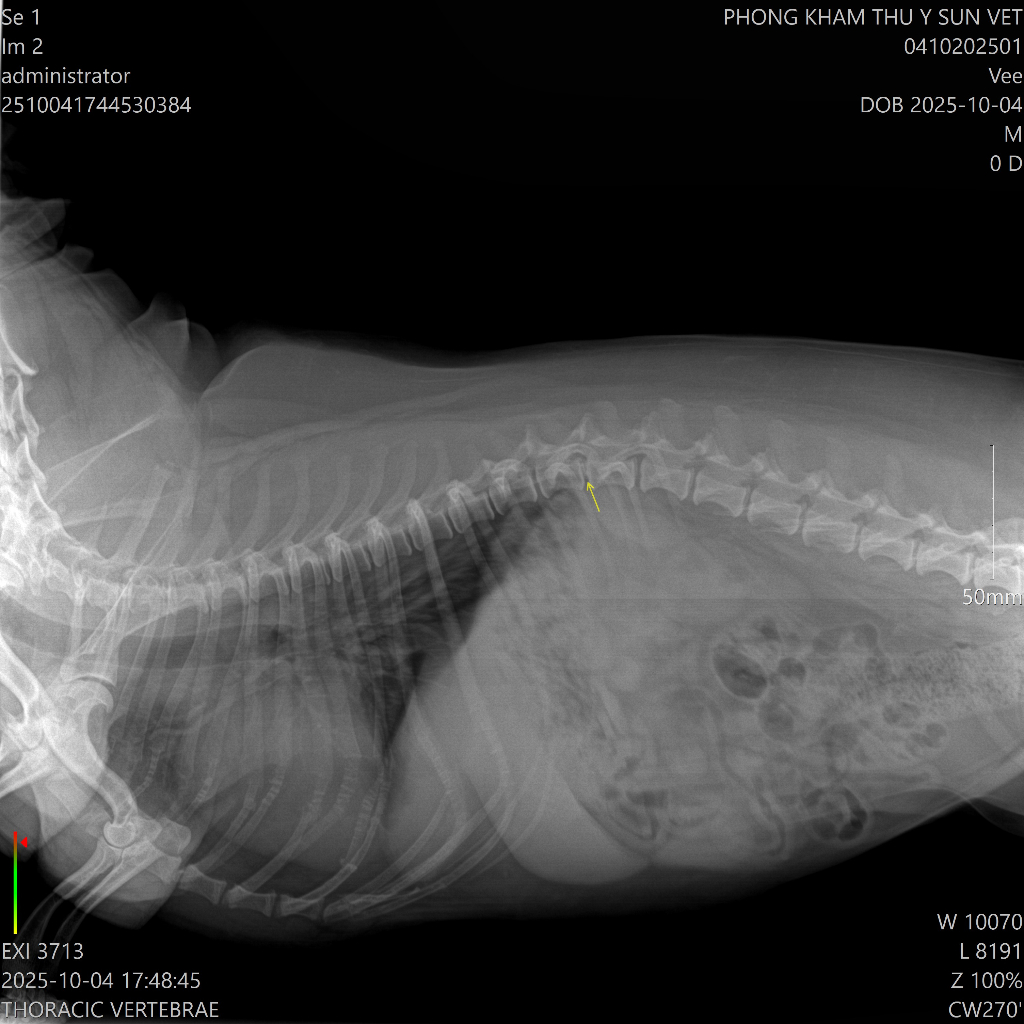 Se 1
Im 2
administrator
2510041744530384
PHONG KHAM THU Y SUN VET
0410202501
Vee
DOB 2025-10-04
M
0 D
50mm
EXI 3713
2025-10-04 17:48:45
THORACIC VERTEBRAE
W 10070
L 8191
Z 100%
CW270'